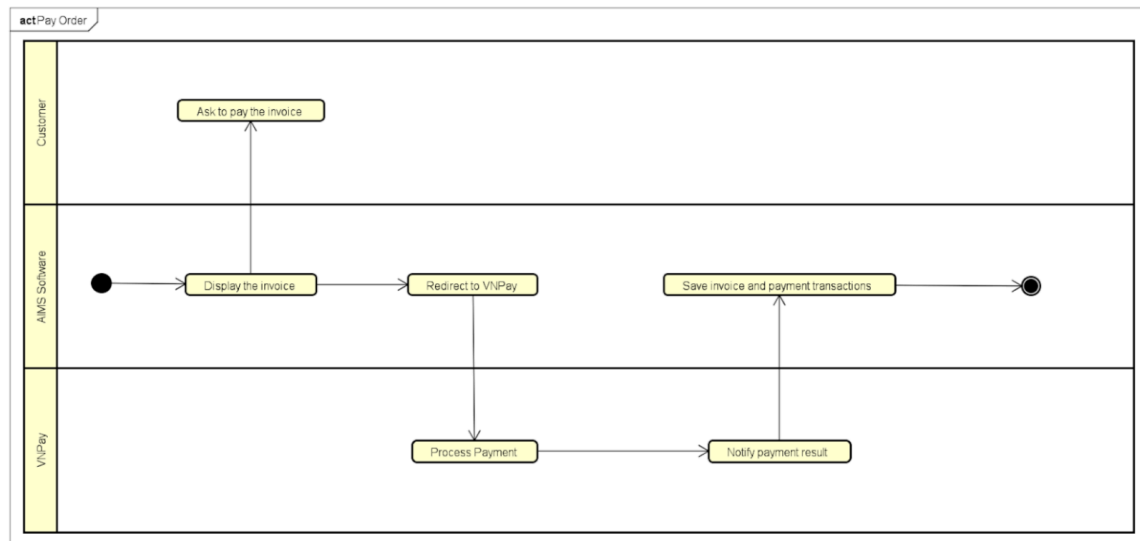 act Pay Order
Customer
Ask to pay the invoice
AIMS Software
Display the invoice
Redirect to VNPay
Save invoice and payment transactions
VNPay
Process Payment
Notify payment result